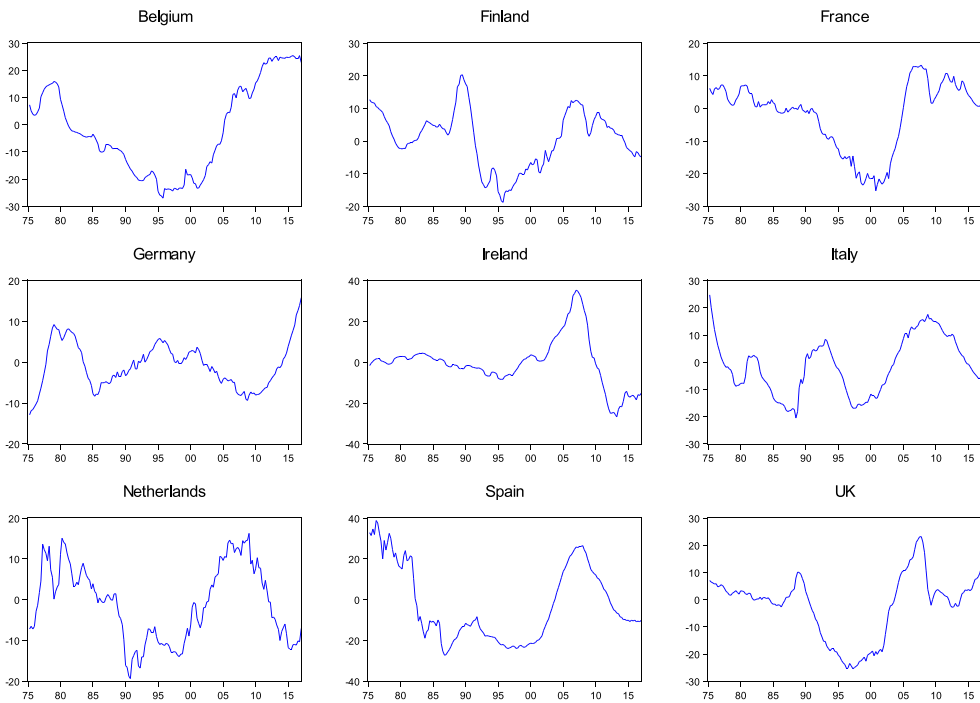 Belgium Finland France
30 30 30
20 20 20
10 10 10
0 0 0
-10 -10 -10
-20 -20 -20
-30 -30
75 80 85 90 95 00 05 10 15 75 80 85 90 95 00 05 10 15 75 80 85 90 95 00 05 10 15
Germany Ireland Italy
20 40 30
10 20 20
0 0 10
-10 -20 0
-20 -40 -10
-20
-30
75 80 85 90 95 00 05 10 15 75 80 85 90 95 00 05 10 15 75 80 85 90 95 00 05 10 15
Netherlands Spain UK
20 40 30
10 20 20
0 0 10
-10 -20 0
-20 -40 -10
-20
-30
75 80 85 90 95 00 05 10 15 75 80 85 90 95 00 05 10 15 75 80 85 90 95 00 05 10 15